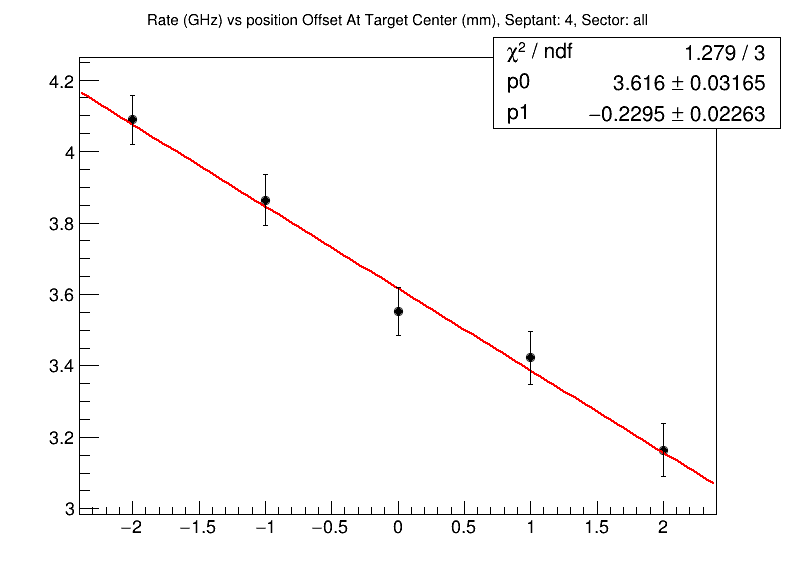 Rate (GHz) vs position Offset At Target Center (mm), Septant: 4, Sector: all
χ² / ndf 1.279 / 3
p0 3.616 ± 0.03165
p1 −0.2295 ± 0.02263
4.2
4
3.8
3.6
3.4
3.2
3
−2 −1.5 −1 −0.5 0 0.5 1 1.5 2